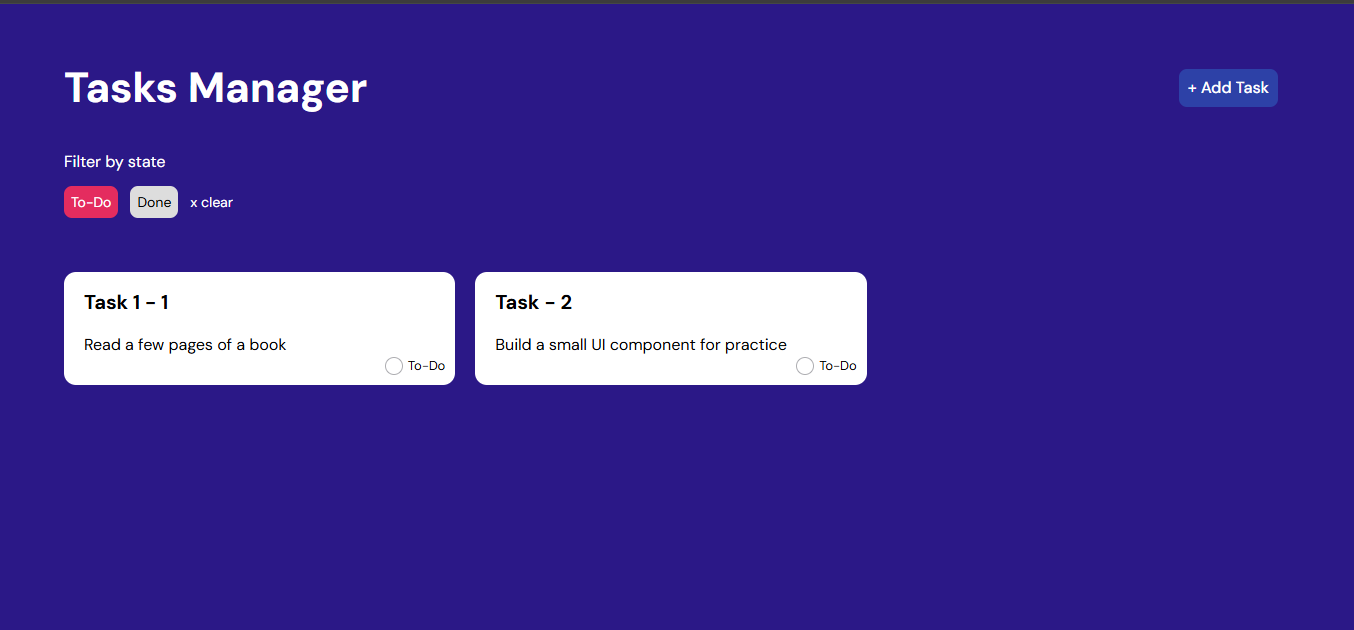 Tasks Manager
+ Add Task
Filter by state
To-Do Done x clear
Task 1 - 1
Read a few pages of a book
To-Do
Task - 2
Build a small UI component for practice
To-Do